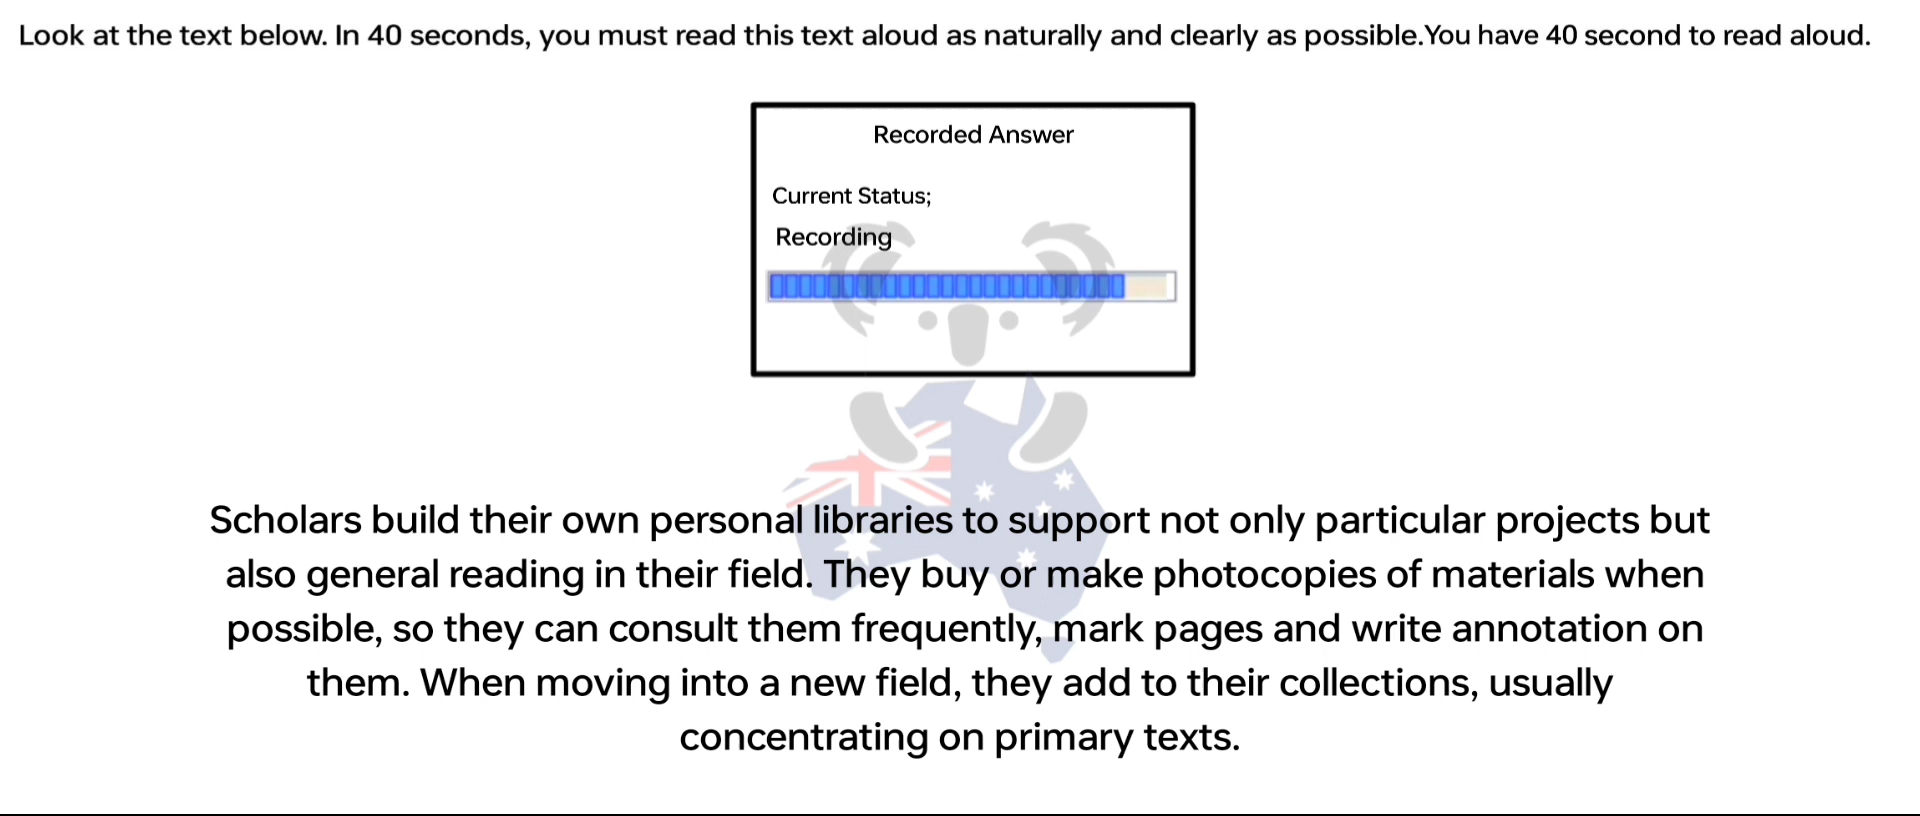 Look at the text below. In 40 seconds, you must read this text aloud as naturally and clearly as possible.You have 40 second to read aloud.
Recorded Answer
Current Status;
Recording
Scholars build their own personal libraries to support not only particular projects but
also general reading in their field. They buy or make photocopies of materials when
possible, so they can consult them frequently, mark pages and write annotation on
them. When moving into a new field, they add to their collections, usually
concentrating on primary texts.